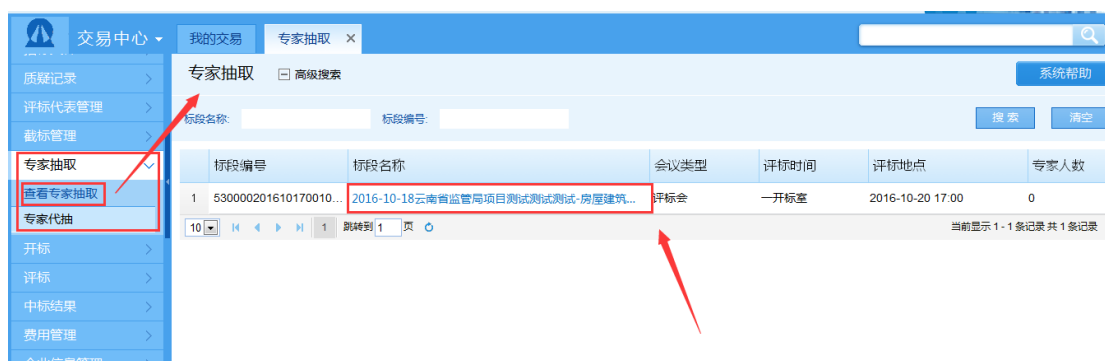 交易中心 我的交易 专家抽取 ×
质疑记录
评标代表管理
截标管理
专家抽取
查看专家抽取
专家代抽
开标
评标
中标结果
费用管理
专家抽取 高级搜索 系统帮助
标段名称: 标段编号: 搜索 清空
标段编号 标段名称 会议类型 评标时间 评标地点 专家人数
1 530000201610170010... 2016-10-18云南省监管局项目测试测试测试-房屋建筑... 评标会 一开标室 2016-10-20 17:00 0
10 1 跳转到 1 页 当前显示 1 - 1 条记录 共 1 条记录